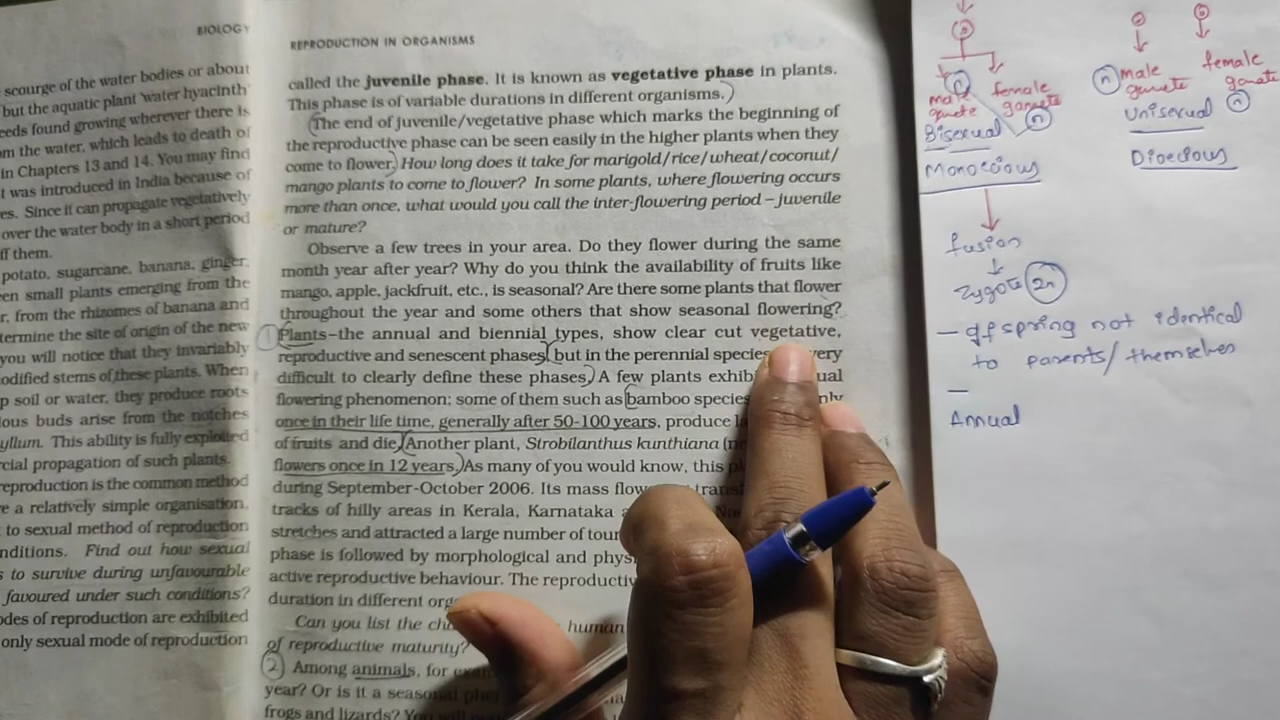 BIOLOGY
scourge of the water bodies or about
but the aquatic plant 'water hyacinth'
eeds found growing wherever there is
om the water, which leads to death of
in Chapters 13 and 14. You may find
t was introduced in India because of
es. Since it can propagate vegetatively
over the water body in a short period
ff them.
potato, sugarcane, banana, ginger,
en small plants emerging from the
r, from the rhizomes of banana and
termine the site of origin of the new
you will notice that they invariably
odified stems of these plants. When
p soil or water, they produce roots
ious buds arise from the notches
yllum. This ability is fully exploited
cial propagation of such plants.
reproduction is the common method
e a relatively simple organisation,
to sexual method of reproduction
nditions. Find out how sexual
s to survive during unfavourable
favoured under such conditions?
odes of reproduction are exhibited
only sexual mode of reproduction
REPRODUCTION IN ORGANISMS
called the juvenile phase. It is known as vegetative phase in plants.
This phase is of variable durations in different organisms.)
(The end of juvenile/vegetative phase which marks the beginning of
the reproductive phase can be seen easily in the higher plants when they
come to flower.) How long does it take for marigold/rice/wheat/coconut/
mango plants to come to flower? In some plants, where flowering occurs
more than once, what would you call the inter-flowering period – juvenile
or mature?
Observe a few trees in your area. Do they flower during the same
month year after year? Why do you think the availability of fruits like
mango, apple, jackfruit, etc., is seasonal? Are there some plants that flower
throughout the year and some others that show seasonal flowering?
(1) Plants–the annual and biennial types, show clear cut vegetative,
reproductive and senescent phases, but in the perennial species very
difficult to clearly define these phases. A few plants exhib ual
flowering phenomenon; some of them such as bamboo species nly
once in their life time, generally after 50-100 years, produce la
of fruits and die. Another plant, Strobilanthus kunthiana (ne
flowers once in 12 years. As many of you would know, this pl
during September-October 2006. Its mass flow transf
tracks of hilly areas in Kerala, Karnataka a Na
stretches and attracted a large number of tour
phase is followed by morphological and physi
active reproductive behaviour. The reproductiv
duration in different org
Can you list the cha human
of reproductive maturity?
(2) Among animals, for exam
year? Or is it a seasonal phe
frogs and lizards? You will
n
male gamete
female gamete
n
Bisexual
Monoecious
n male gamete
female gamete
n
Unisexual
Dioecious
fusion
Zygote 2n
– offspring not identical
to parents/themselves
–
Annual